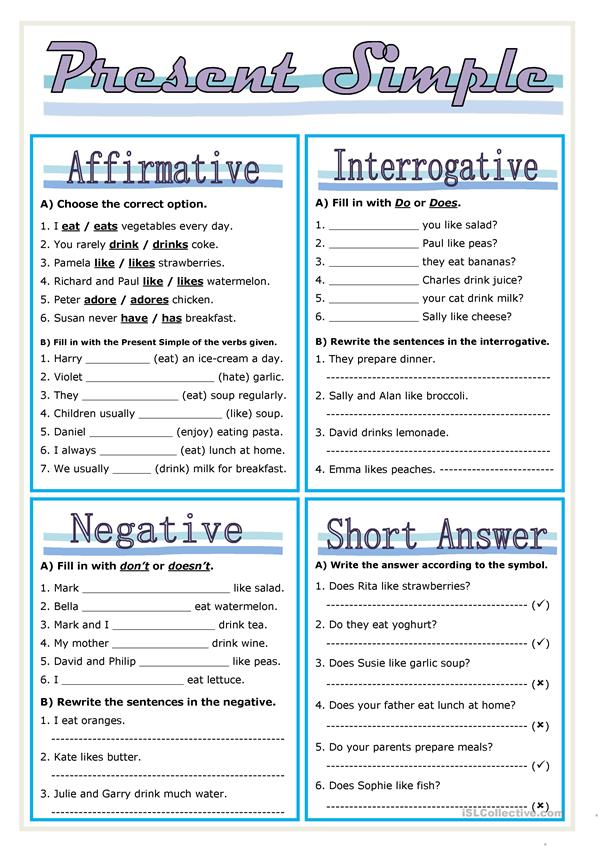 Present Simple
Affirmative
A) Choose the correct option.
1. I eat / eats vegetables every day.
2. You rarely drink / drinks coke.
3. Pamela like / likes strawberries.
4. Richard and Paul like / likes watermelon.
5. Peter adore / adores chicken.
6. Susan never have / has breakfast.
B) Fill in with the Present Simple of the verbs given.
1. Harry __________ (eat) an ice-cream a day.
2. Violet ____________________ (hate) garlic.
3. They _________________ (eat) soup regularly.
4. Children usually _____________ (like) soup.
5. Daniel _____________ (enjoy) eating pasta.
6. I always _____________ (eat) lunch at home.
7. We usually ______ (drink) milk for breakfast.
Interrogative
A) Fill in with Do or Does.
1. ______________ you like salad?
2. ______________ Paul like peas?
3. ______________ they eat bananas?
4. ______________ Charles drink juice?
5. ______________ your cat drink milk?
6. ______________ Sally like cheese?
B) Rewrite the sentences in the interrogative.
1. They prepare dinner.
----------------------------------------
2. Sally and Alan like broccoli.
----------------------------------------
3. David drinks lemonade.
----------------------------------------
4. Emma likes peaches. --------------------
Negative
A) Fill in with don't or doesn't.
1. Mark _______________________ like salad.
2. Bella _________________ eat watermelon.
3. Mark and I ________________ drink tea.
4. My mother _______________ drink wine.
5. David and Philip ______________ like peas.
6. I ___________________ eat lettuce.
B) Rewrite the sentences in the negative.
1. I eat oranges.
------------------------------------------
2. Kate likes butter.
------------------------------------------
3. Julie and Garry drink much water.
------------------------------------------
Short Answer
A) Write the answer according to the symbol.
1. Does Rita like strawberries?
------------------------------------ (✓)
2. Do they eat yoghurt?
------------------------------------ (✓)
3. Does Susie like garlic soup?
------------------------------------ (✗)
4. Does your father eat lunch at home?
------------------------------------ (✗)
5. Do your parents prepare meals?
------------------------------------ (✓)
6. Does Sophie like fish?
------------------------------------ (✗)
iSLCollective.com